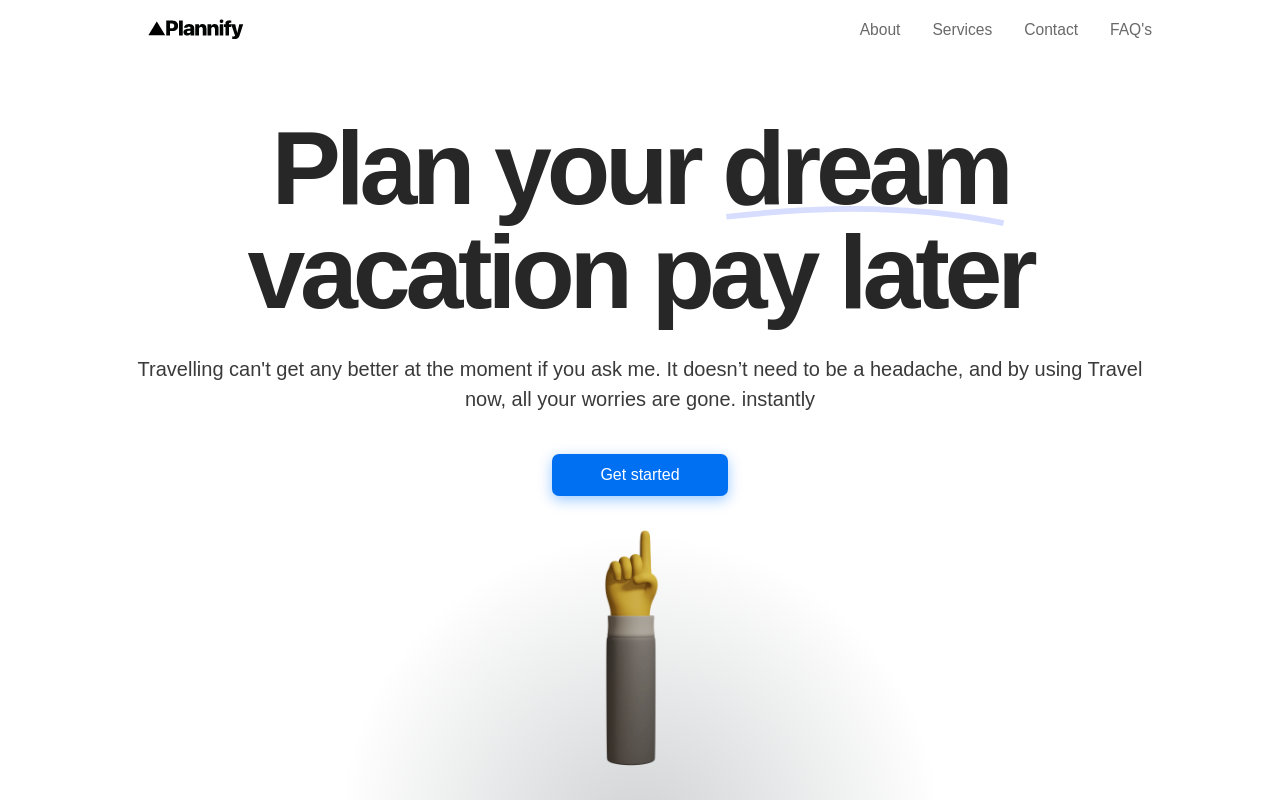 Plannify
About
Services
Contact
FAQ's
Plan your dream
vacation pay later
Travelling can't get any better at the moment if you ask me. It doesn’t need to be a headache, and by using Travel
now, all your worries are gone. instantly
Get started